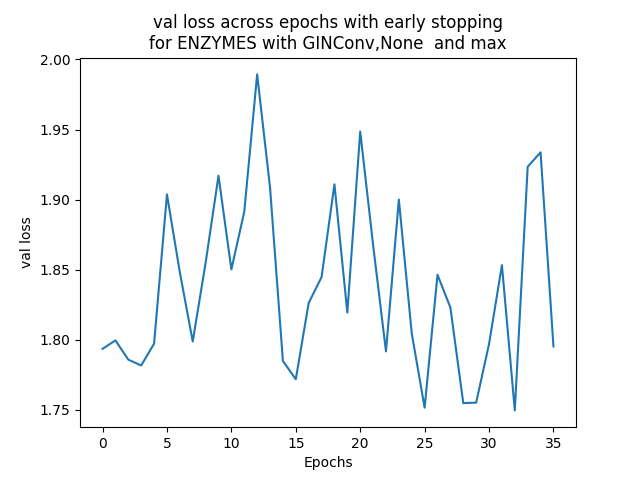 val loss across epochs with early stopping
for ENZYMES with GINConv,None  and max
2.00
1.95
1.90
1.85
1.80
1.75
val loss
0 5 10 15 20 25 30 35
Epochs